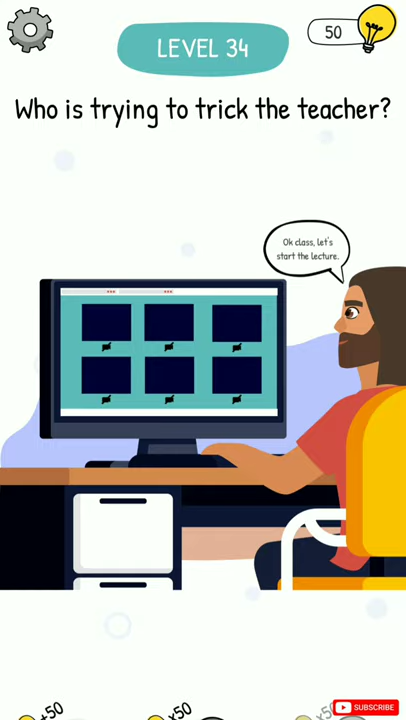 LEVEL 34
50
Who is trying to trick the teacher?
Ok class, let's
start the lecture.
+50
x50
x50
SUBSCRIBE